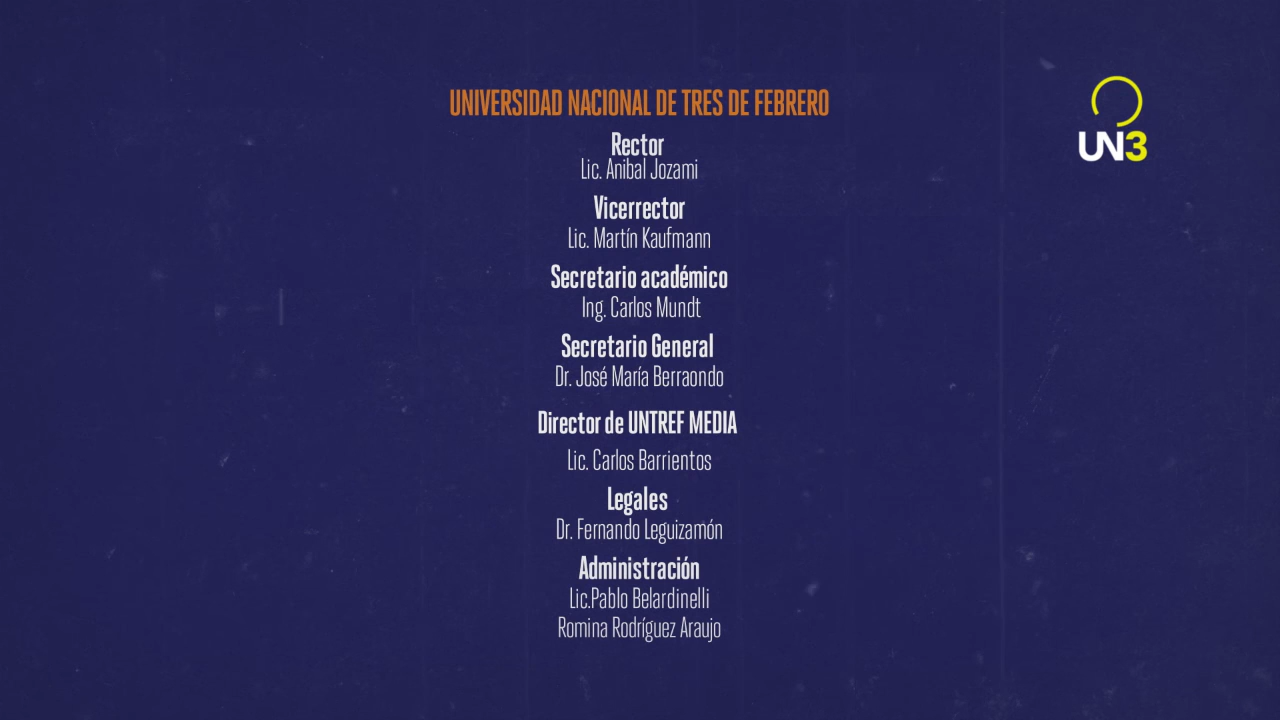 UNIVERSIDAD NACIONAL DE TRES DE FEBRERO
Rector
Lic. Anibal Jozami
Vicerrector
Lic. Martín Kaufmann
Secretario académico
Ing. Carlos Mundt
Secretario General
Dr. José María Berraondo
Director de UNTREF MEDIA
Lic. Carlos Barrientos
Legales
Dr. Fernando Leguizamón
Administración
Lic.Pablo Belardinelli
Romina Rodríguez Araujo
UN3